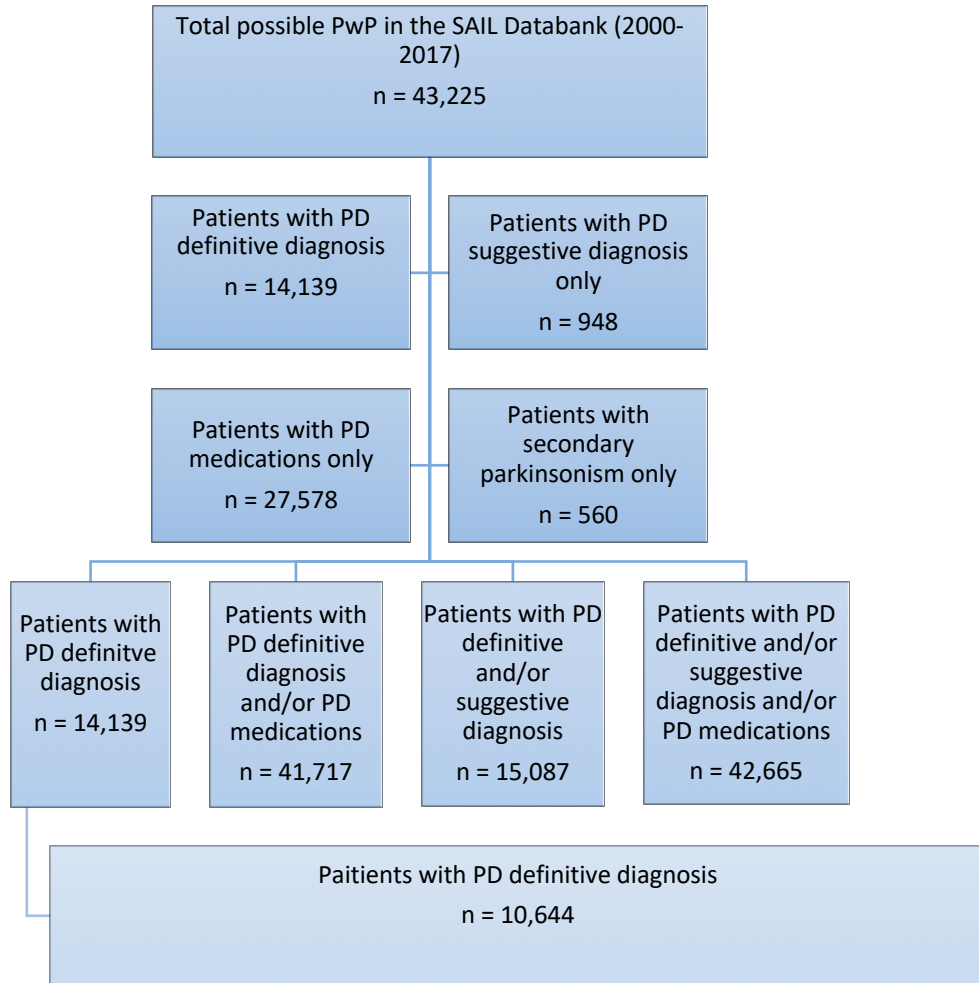 Total possible PwP in the SAIL Databank (2000-
2017)
n = 43,225
Patients with PD
definitive diagnosis
n = 14,139
Patients with PD
suggestive diagnosis
only
n = 948
Patients with PD
medications only
n = 27,578
Patients with
secondary
parkinsonism only
n = 560
Patients with
PD definitve
diagnosis
n = 14,139
Patients with
PD definitive
diagnosis
and/or PD
medications
n = 41,717
Patients with PD
definitive
and/or
suggestive
diagnosis
n = 15,087
Patients with PD
definitive and/or
suggestive
diagnosis and/or
PD medications
n = 42,665
Paitients with PD definitive diagnosis
n = 10,644